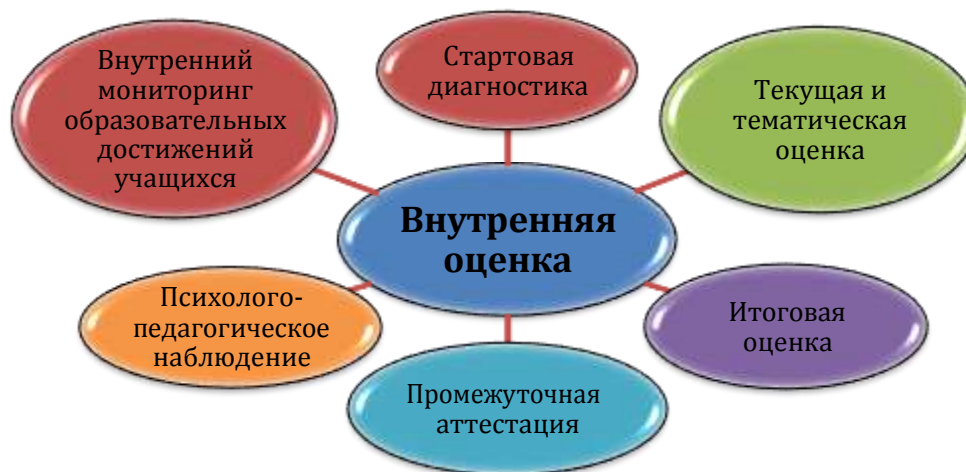 Внутренний
мониторинг
образовательных
достижений
учащихся
Стартовая
диагностика
Текущая и
тематическая
оценка
Внутренняя
оценка
Психолого-
педагогическое
наблюдение
Промежуточная
аттестация
Итоговая
оценка